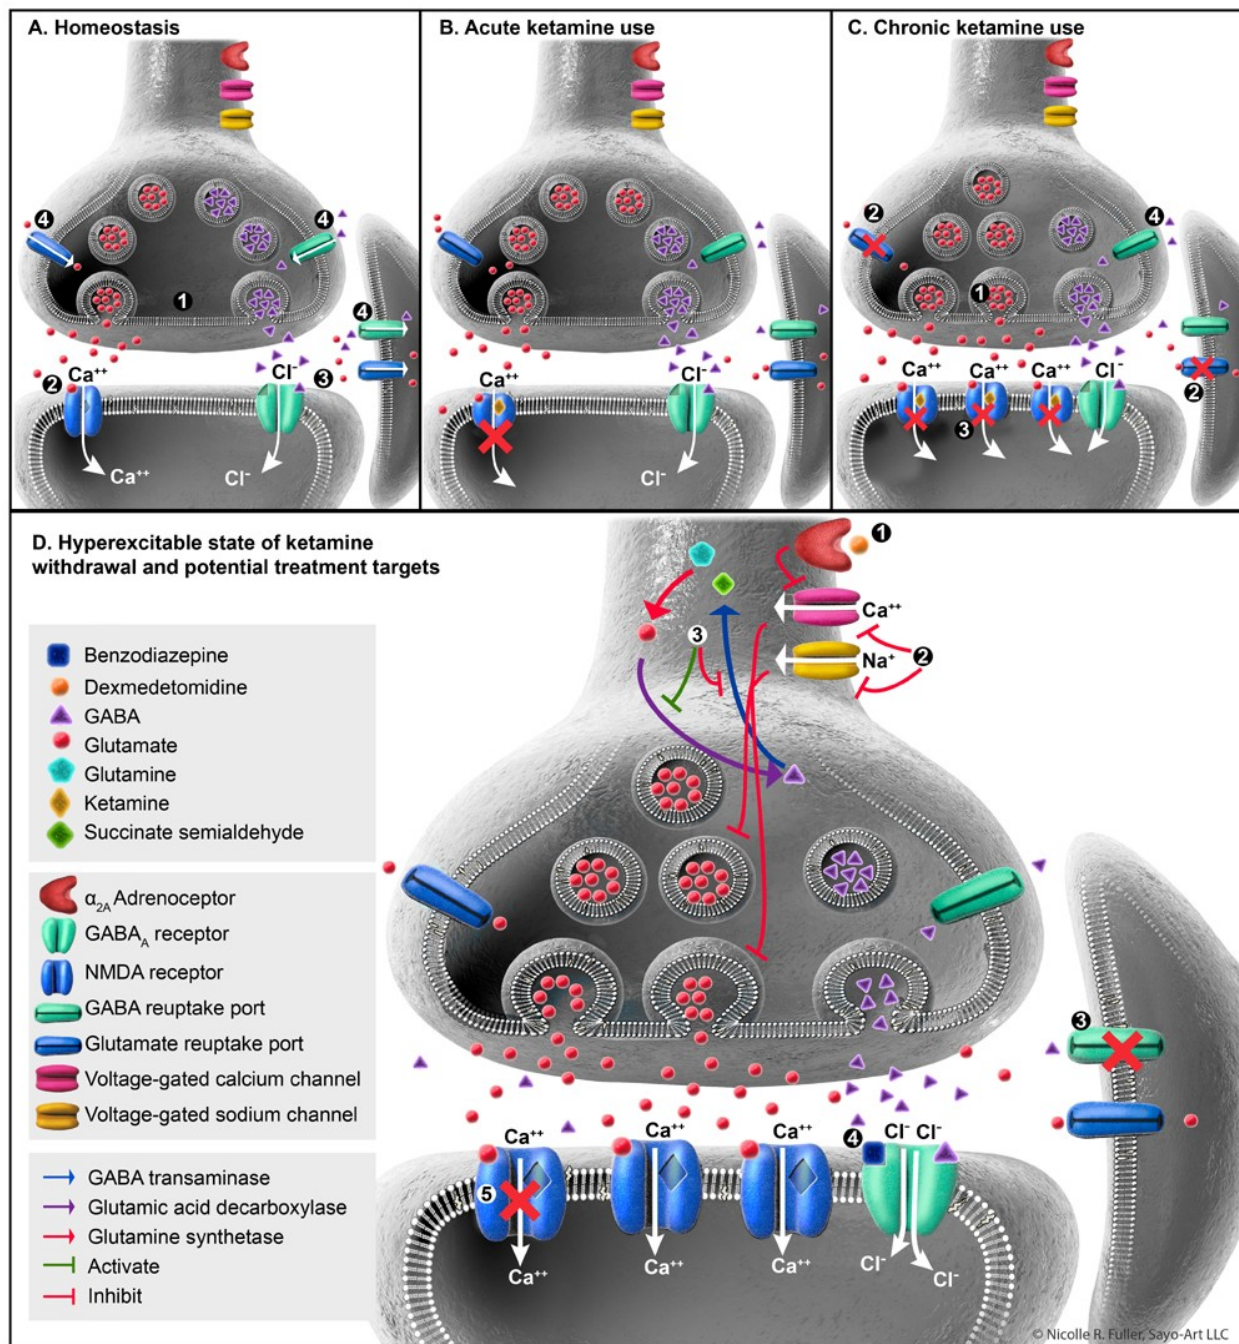 A. Homeostasis
4
4
1
4
Ca⁺⁺
Cl⁻
2
3
Ca⁺⁺
Cl⁻
B. Acute ketamine use
Ca⁺⁺
Cl⁻
Cl⁻
C. Chronic ketamine use
2
4
1
Ca⁺⁺
Ca⁺⁺
Ca⁺⁺
Cl⁻
2
3
D. Hyperexcitable state of ketamine
withdrawal and potential treatment targets
Benzodiazepine
Dexmedetomidine
GABA
Glutamate
Glutamine
Ketamine
Succinate semialdehyde
α₂A Adrenoceptor
GABA_A receptor
NMDA receptor
GABA reuptake port
Glutamate reuptake port
Voltage-gated calcium channel
Voltage-gated sodium channel
GABA transaminase
Glutamic acid decarboxylase
Glutamine synthetase
Activate
Inhibit
1
Ca⁺⁺
3
Na⁺
2
3
Ca⁺⁺
Ca⁺⁺
Ca⁺⁺
4
Cl⁻ Cl⁻
5
Ca⁺⁺
Ca⁺⁺
Ca⁺⁺
Cl⁻
Cl⁻
© Nicolle R. Fuller, Sayo-Art LLC